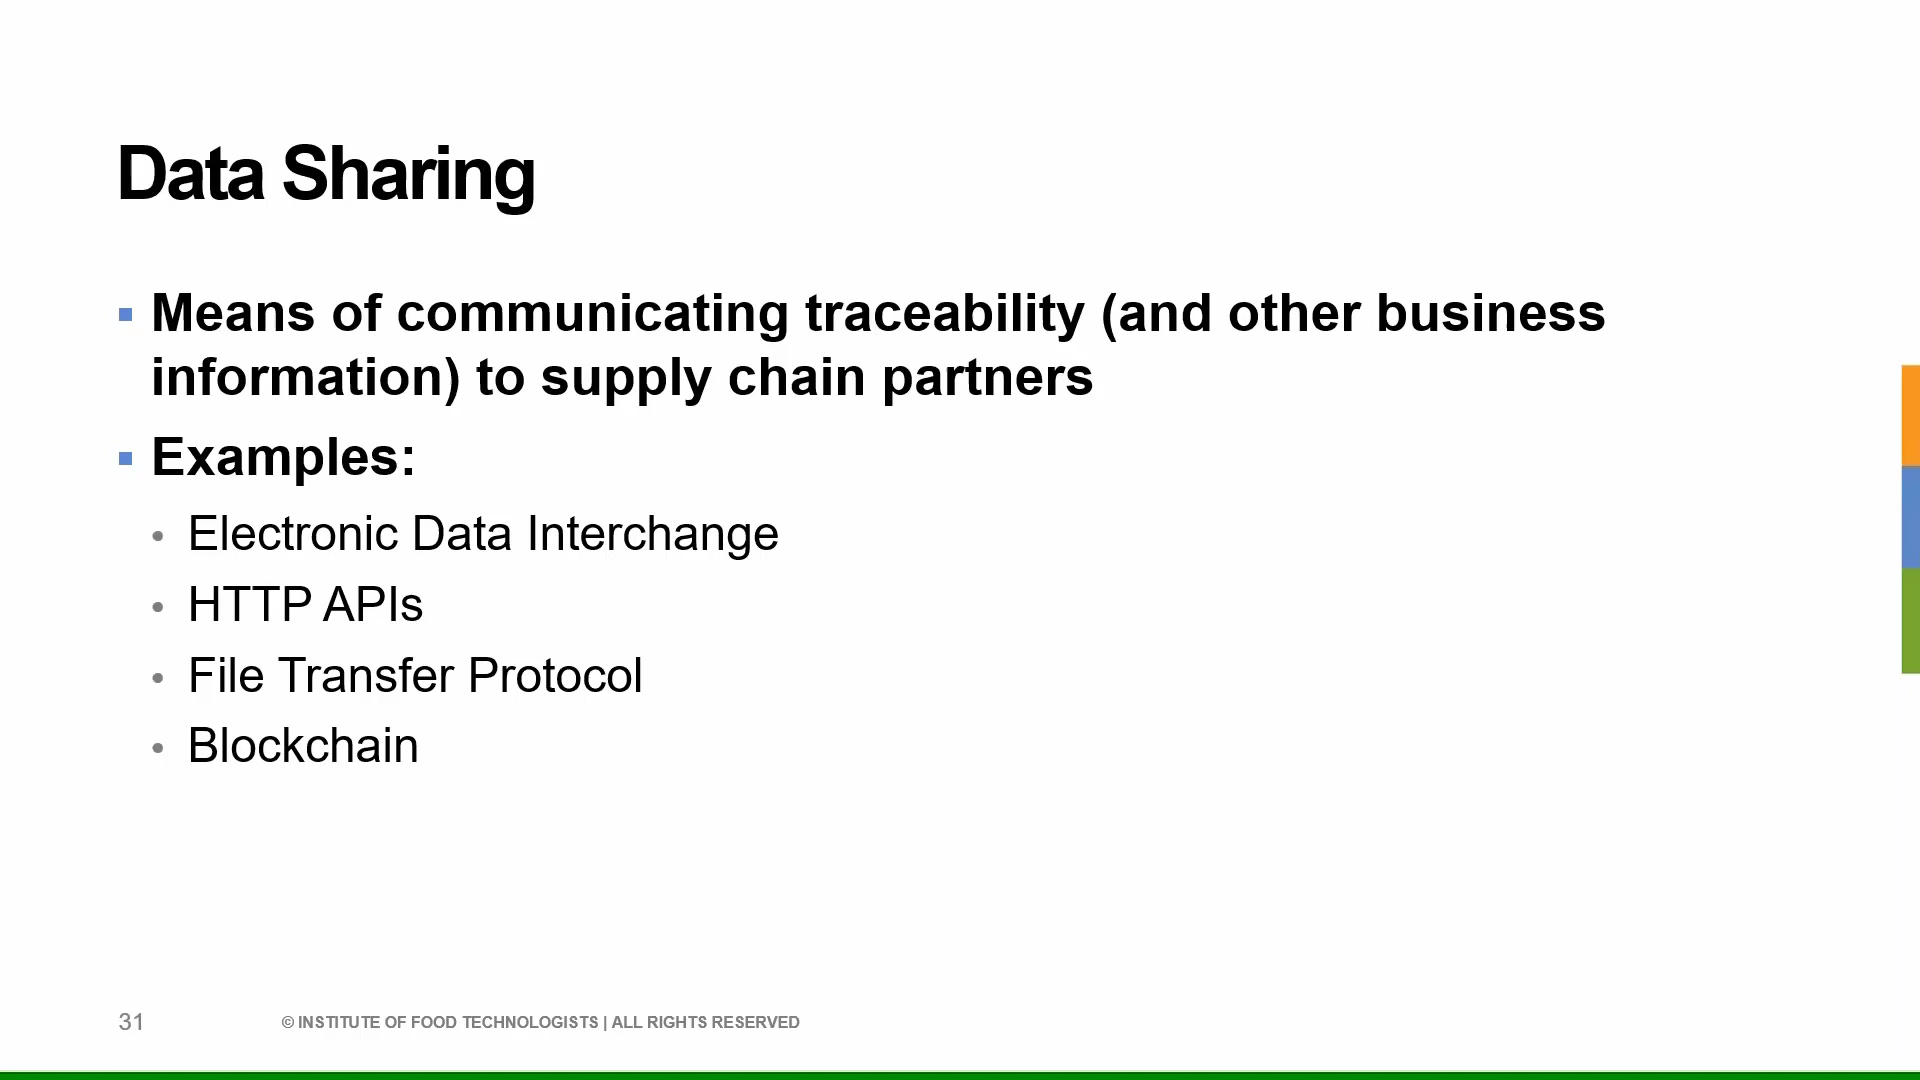 Data Sharing
Means of communicating traceability (and other business
information) to supply chain partners
Examples:
Electronic Data Interchange
HTTP APIs
File Transfer Protocol
Blockchain
31
© INSTITUTE OF FOOD TECHNOLOGISTS | ALL RIGHTS RESERVED